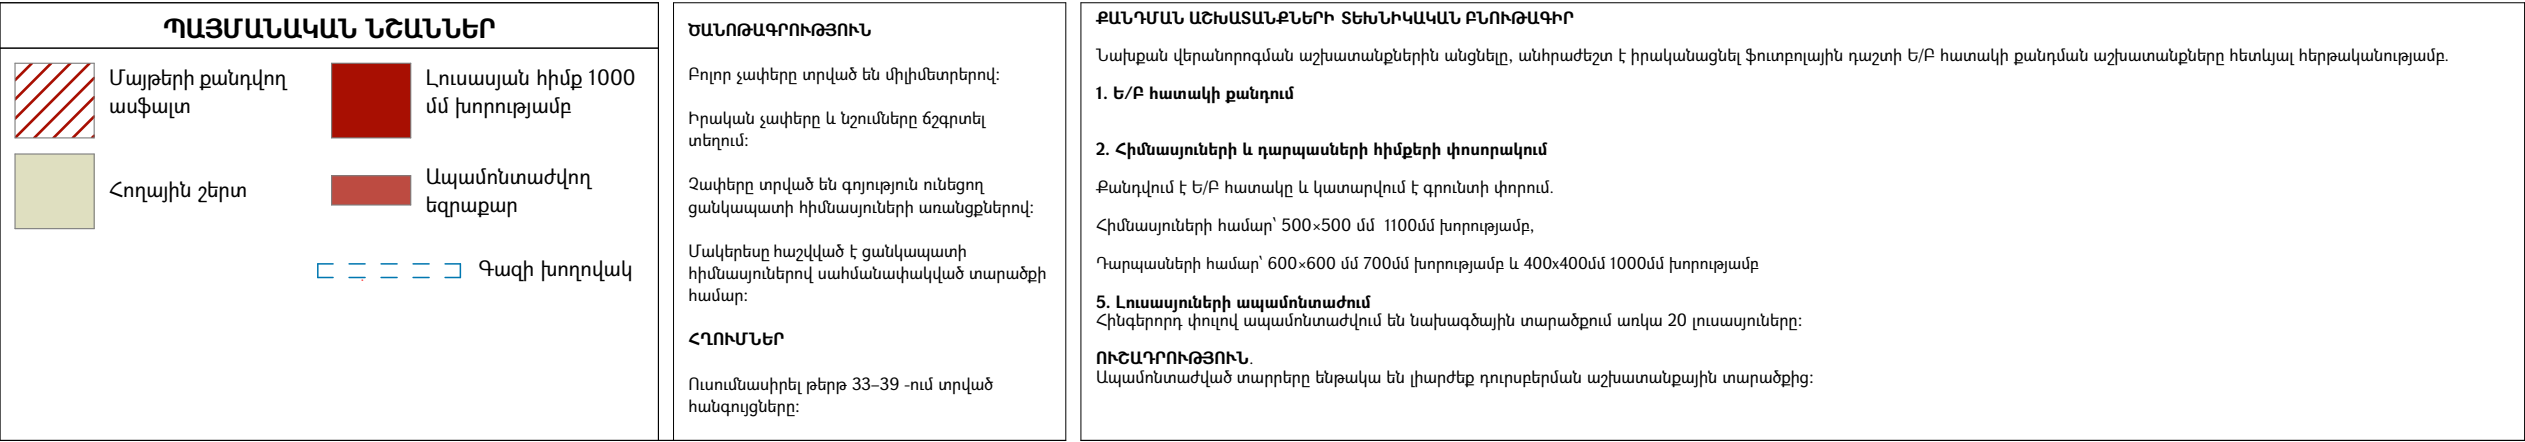 ՊԱՅՄԱՆԱԿԱՆ ՆՇԱՆՆԵՐ
Մայթերի քանդվող
ասֆալտ
Լուսասյան հիմք 1000
մմ խորությամբ
Հողային շերտ
Ապամոնտաժվող
եզրաքար
Գազի խողովակ
ԾԱՆՈԹԱԳՐՈՒԹՅՈՒՆ
Բոլոր չափերը տրված են միլիմետրերով:
Իրական չափերը և նշումները ճշգրտել
տեղում:
Չափերը տրված են գոյություն ունեցող
ցանկապատի հիմնասյուների առանցքներով:
Մակերեսը հաշվված է ցանկապատի
հիմնասյուներով սահմանափակված տարածքի
համար:
ՀՂՈՒՄՆԵՐ
Ուսումնասիրել թերթ 33–39 -ում տրված
հանգույցները:
ՔԱՆԴՄԱՆ ԱՇԽԱՏԱՆՔՆԵՐԻ ՏԵԽՆԻԿԱԿԱՆ ԲՆՈՒԹԱԳԻՐ
Նախքան վերանորոգման աշխատանքներին անցնելը, անհրաժեշտ է իրականացնել ֆուտբոլային դաշտի Ե/Բ հատակի քանդման աշխատանքները հետևյալ հերթականությամբ.
1. Ե/Բ հատակի քանդում
2. Հիմնասյուների և դարպասների հիմքերի փոսորակում
Քանդվում է Ե/Բ հատակը և կատարվում է գրունտի փորում.
Հիմնասյուների համար՝ 500×500 մմ 1100մմ խորությամբ,
Դարպասների համար՝ 600×600 մմ 700մմ խորությամբ և 400x400մմ 1000մմ խորությամբ
5. Լուսասյուների ապամոնտաժում
Հինգերորդ փուլով ապամոնտաժվում են նախագծային տարածքում առկա 20 լուսասյուները:
ՈՒՇԱԴՐՈՒԹՅՈՒՆ.
Ապամոնտաժված տարրերը ենթակա են լիարժեք դուրսբերման աշխատանքային տարածքից: